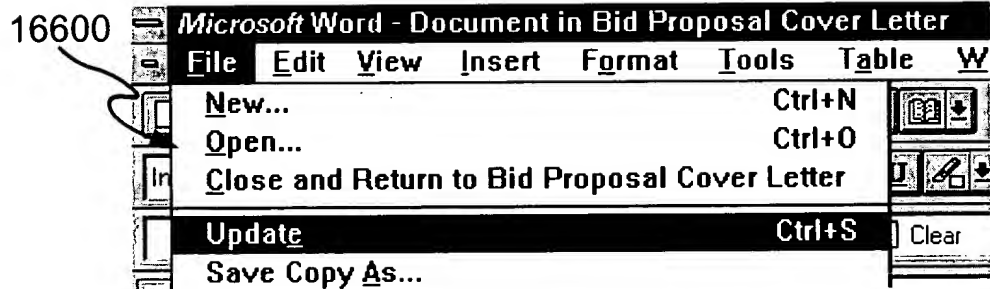 16600
Microsoft Word - Document in Bid Proposal Cover Letter
File Edit View Insert Format Tools Table W
New... Ctrl+N
Open... Ctrl+O
In
Close and Return to Bid Proposal Cover Letter
U
Update Ctrl+S
Clear
Save Copy As...